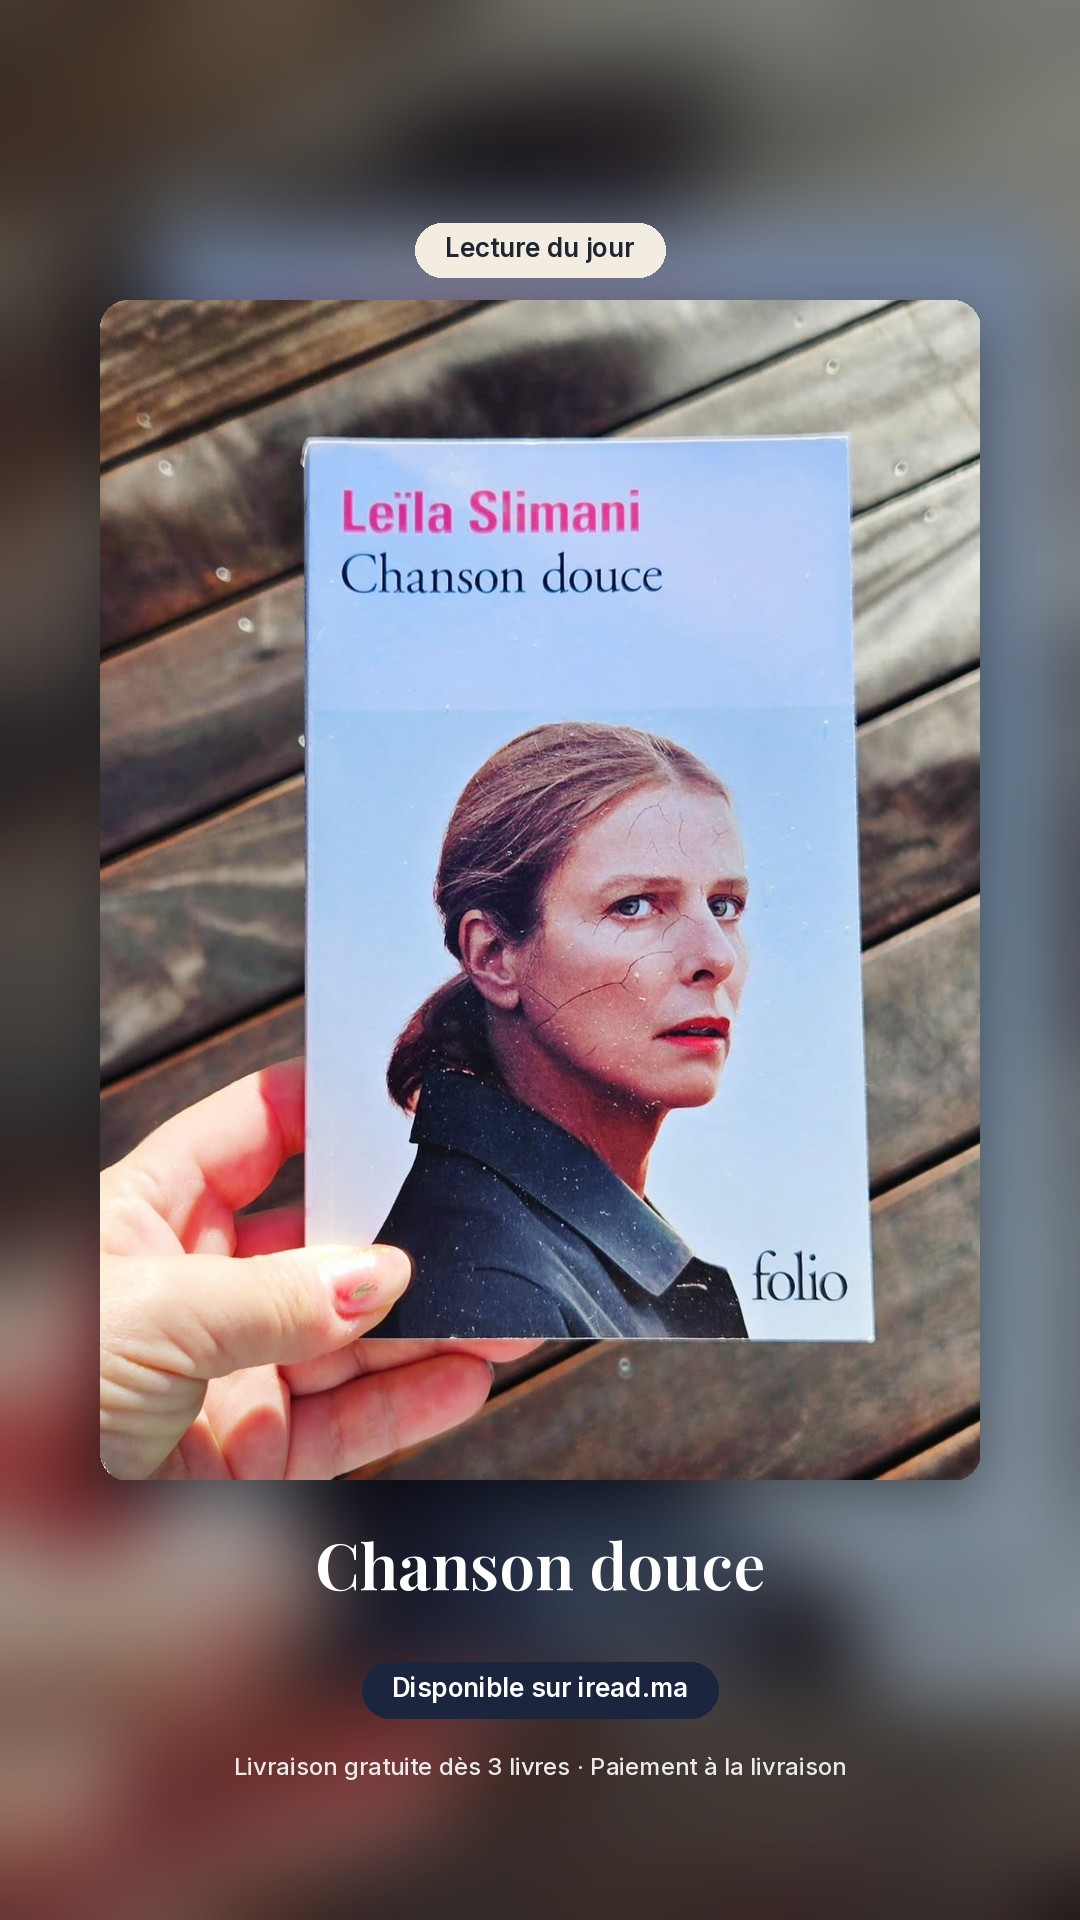 Lecture du jour
Leïla Slimani
Chanson douce
folio
Chanson douce
Disponible sur iread.ma
Livraison gratuite dès 3 livres · Paiement à la livraison